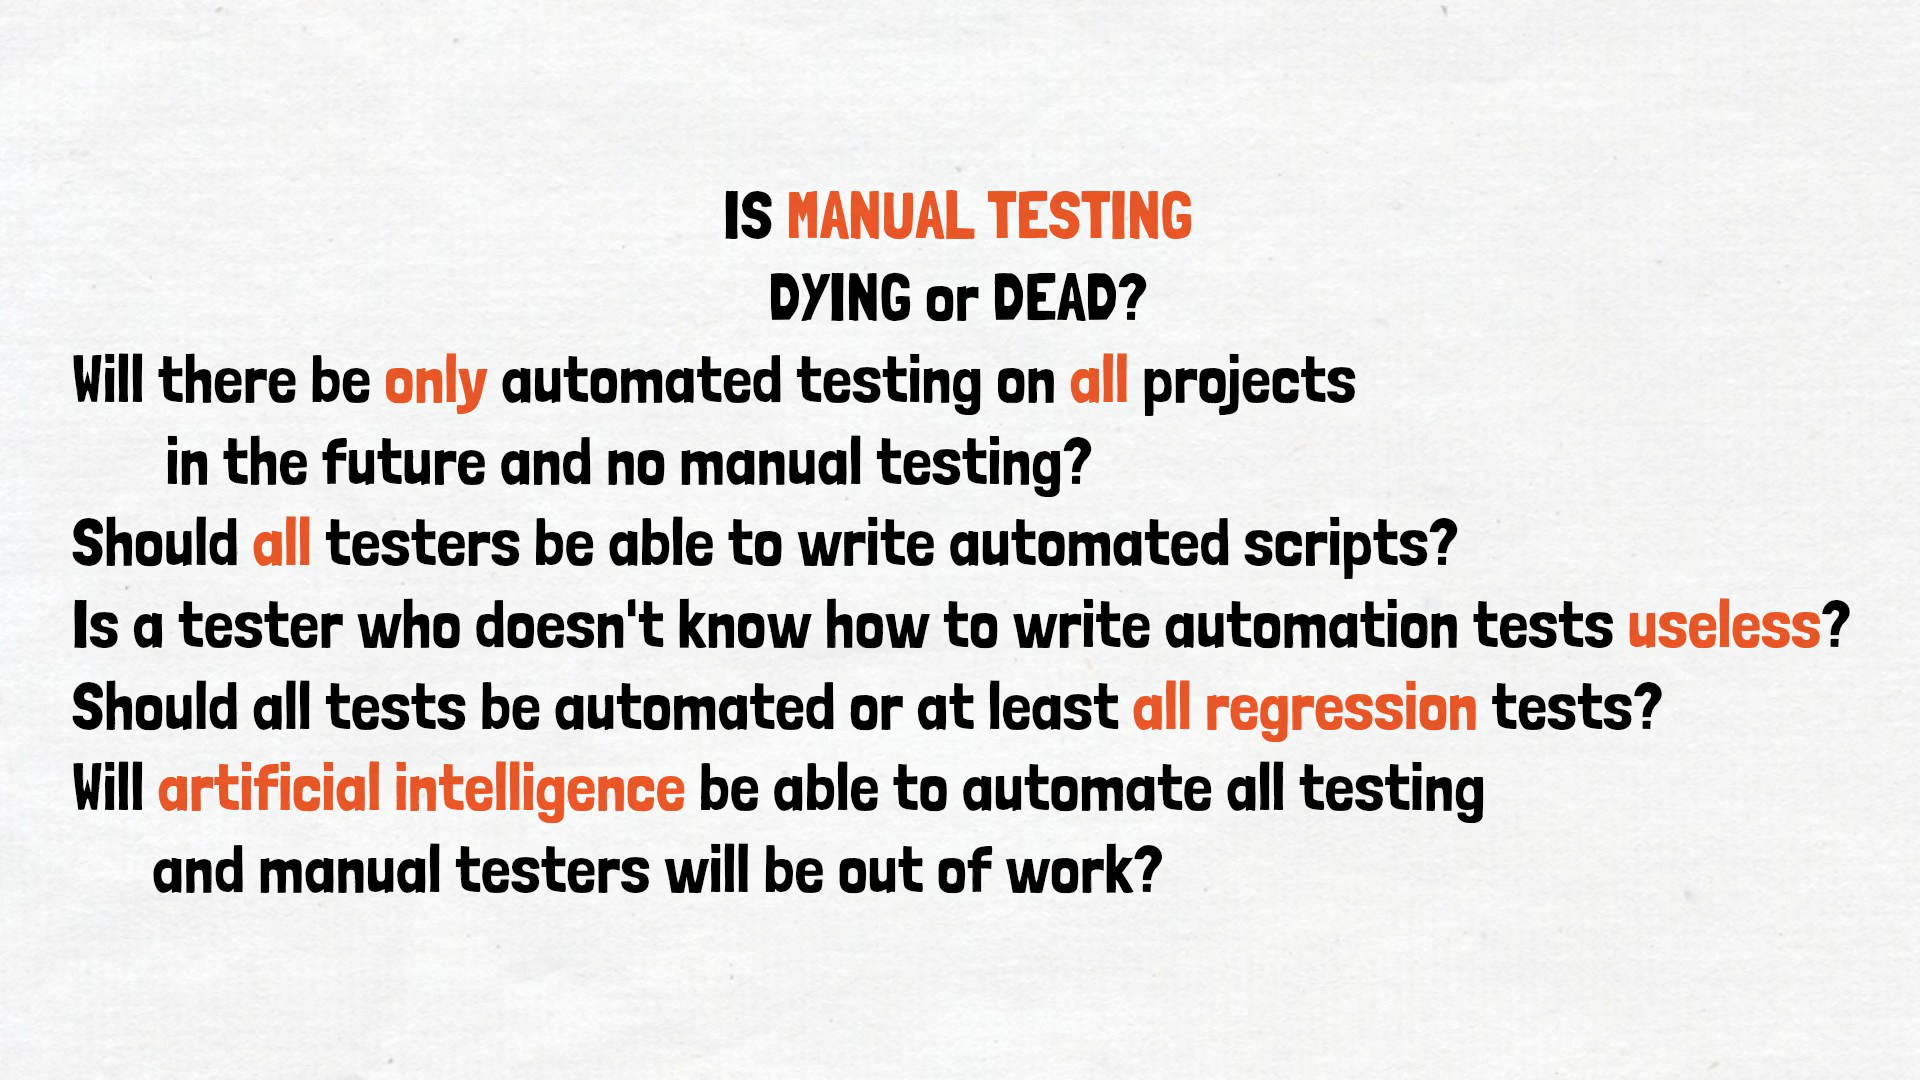 IS MANUAL TESTING
DYING or DEAD?
Will there be only automated testing on all projects
in the future and no manual testing?
Should all testers be able to write automated scripts?
Is a tester who doesn't know how to write automation tests useless?
Should all tests be automated or at least all regression tests?
Will artificial intelligence be able to automate all testing
and manual testers will be out of work?